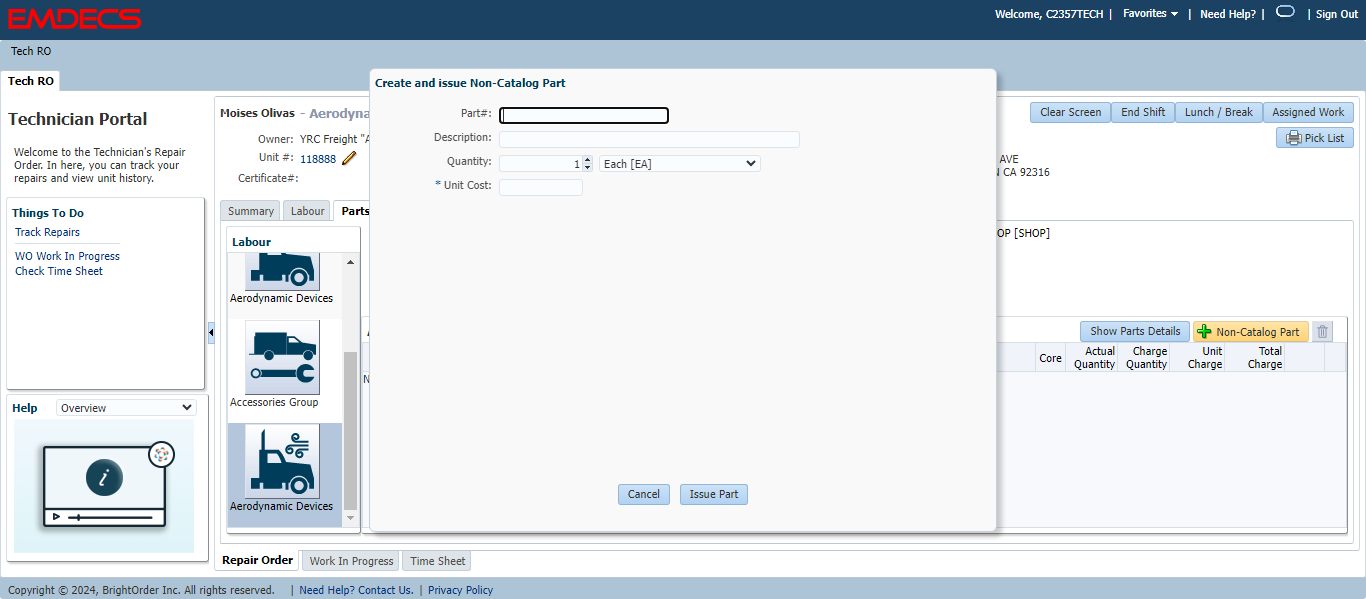 EMDECS
Welcome, C2357TECH | Favorites | Need Help? | | Sign Out
Tech RO
Tech RO
Technician Portal
Welcome to the Technician's Repair
Order. In here, you can track your
repairs and view unit history.
Things To Do
Track Repairs
WO Work In Progress
Check Time Sheet
Help Overview
i
Moises Olivas - Aerodyna
Owner: YRC Freight "A
Unit #: 118888
Certificate#:
Summary Labour Parts
Labour
Aerodynamic Devices
Accessories Group
Aerodynamic Devices
Create and issue Non-Catalog Part
Part#:
Description:
Quantity: 1 Each [EA]
* Unit Cost:
Cancel Issue Part
Clear Screen End Shift Lunch / Break Assigned Work
Pick List
AVE
CA 92316
OP [SHOP]
Show Parts Details Non-Catalog Part
Core Actual Quantity Charge Quantity Unit Charge Total Charge
Repair Order Work In Progress Time Sheet
Copyright © 2024, BrightOrder Inc. All rights reserved. | Need Help? Contact Us. | Privacy Policy